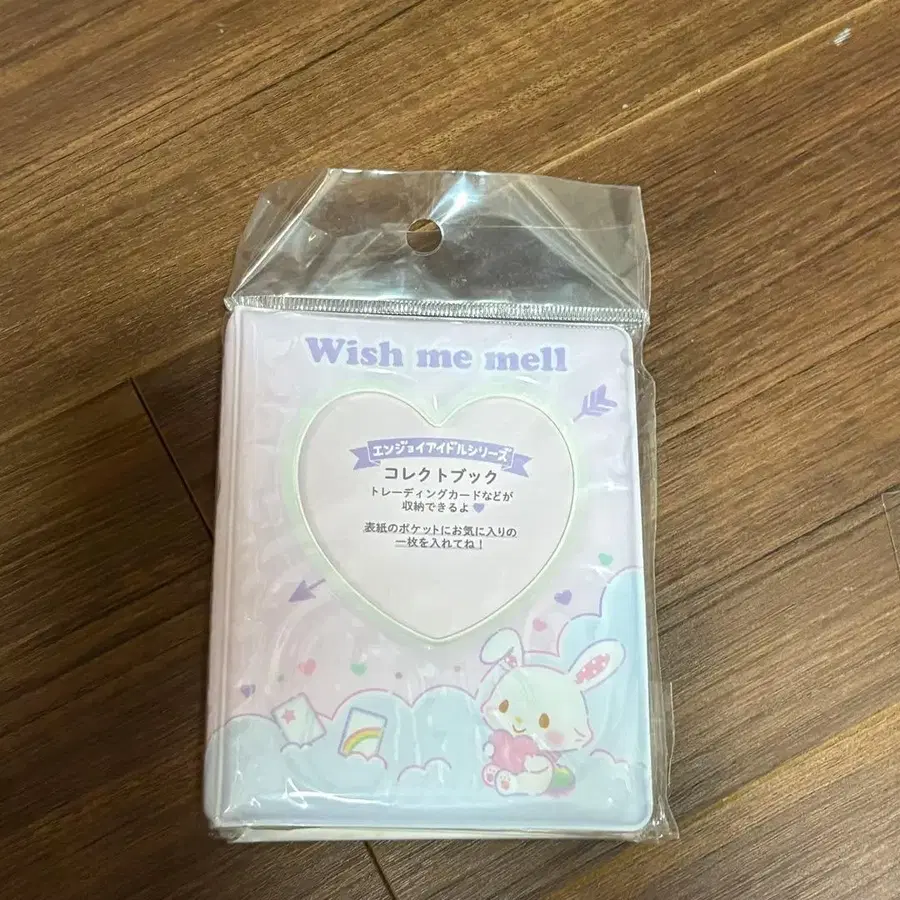 Wish me mell
エンジョイアイドルシリーズ
コレクトブック
トレーディングカードなどが
収納できるよ
表紙のポケットにお気に入りの
一枚を入れてね!